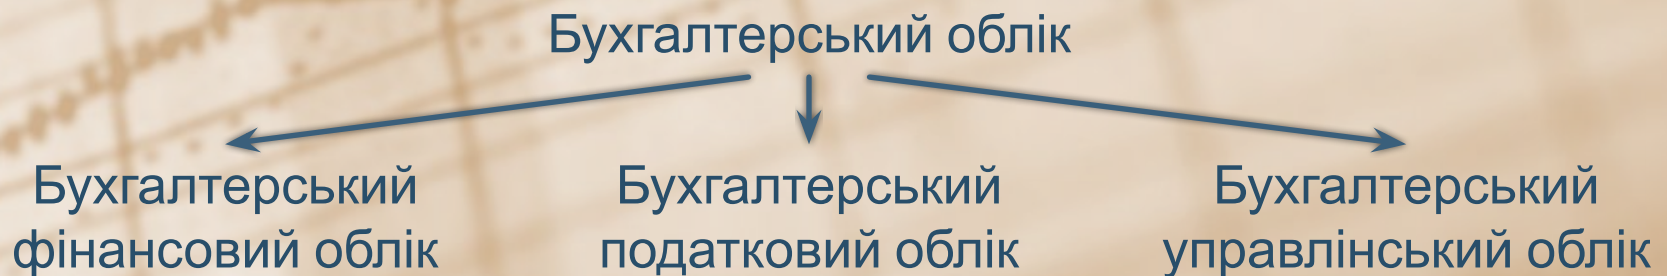 Бухгалтерський облік
Бухгалтерський
фінансовий облік
Бухгалтерський
податковий облік
Бухгалтерський
управлінський облік